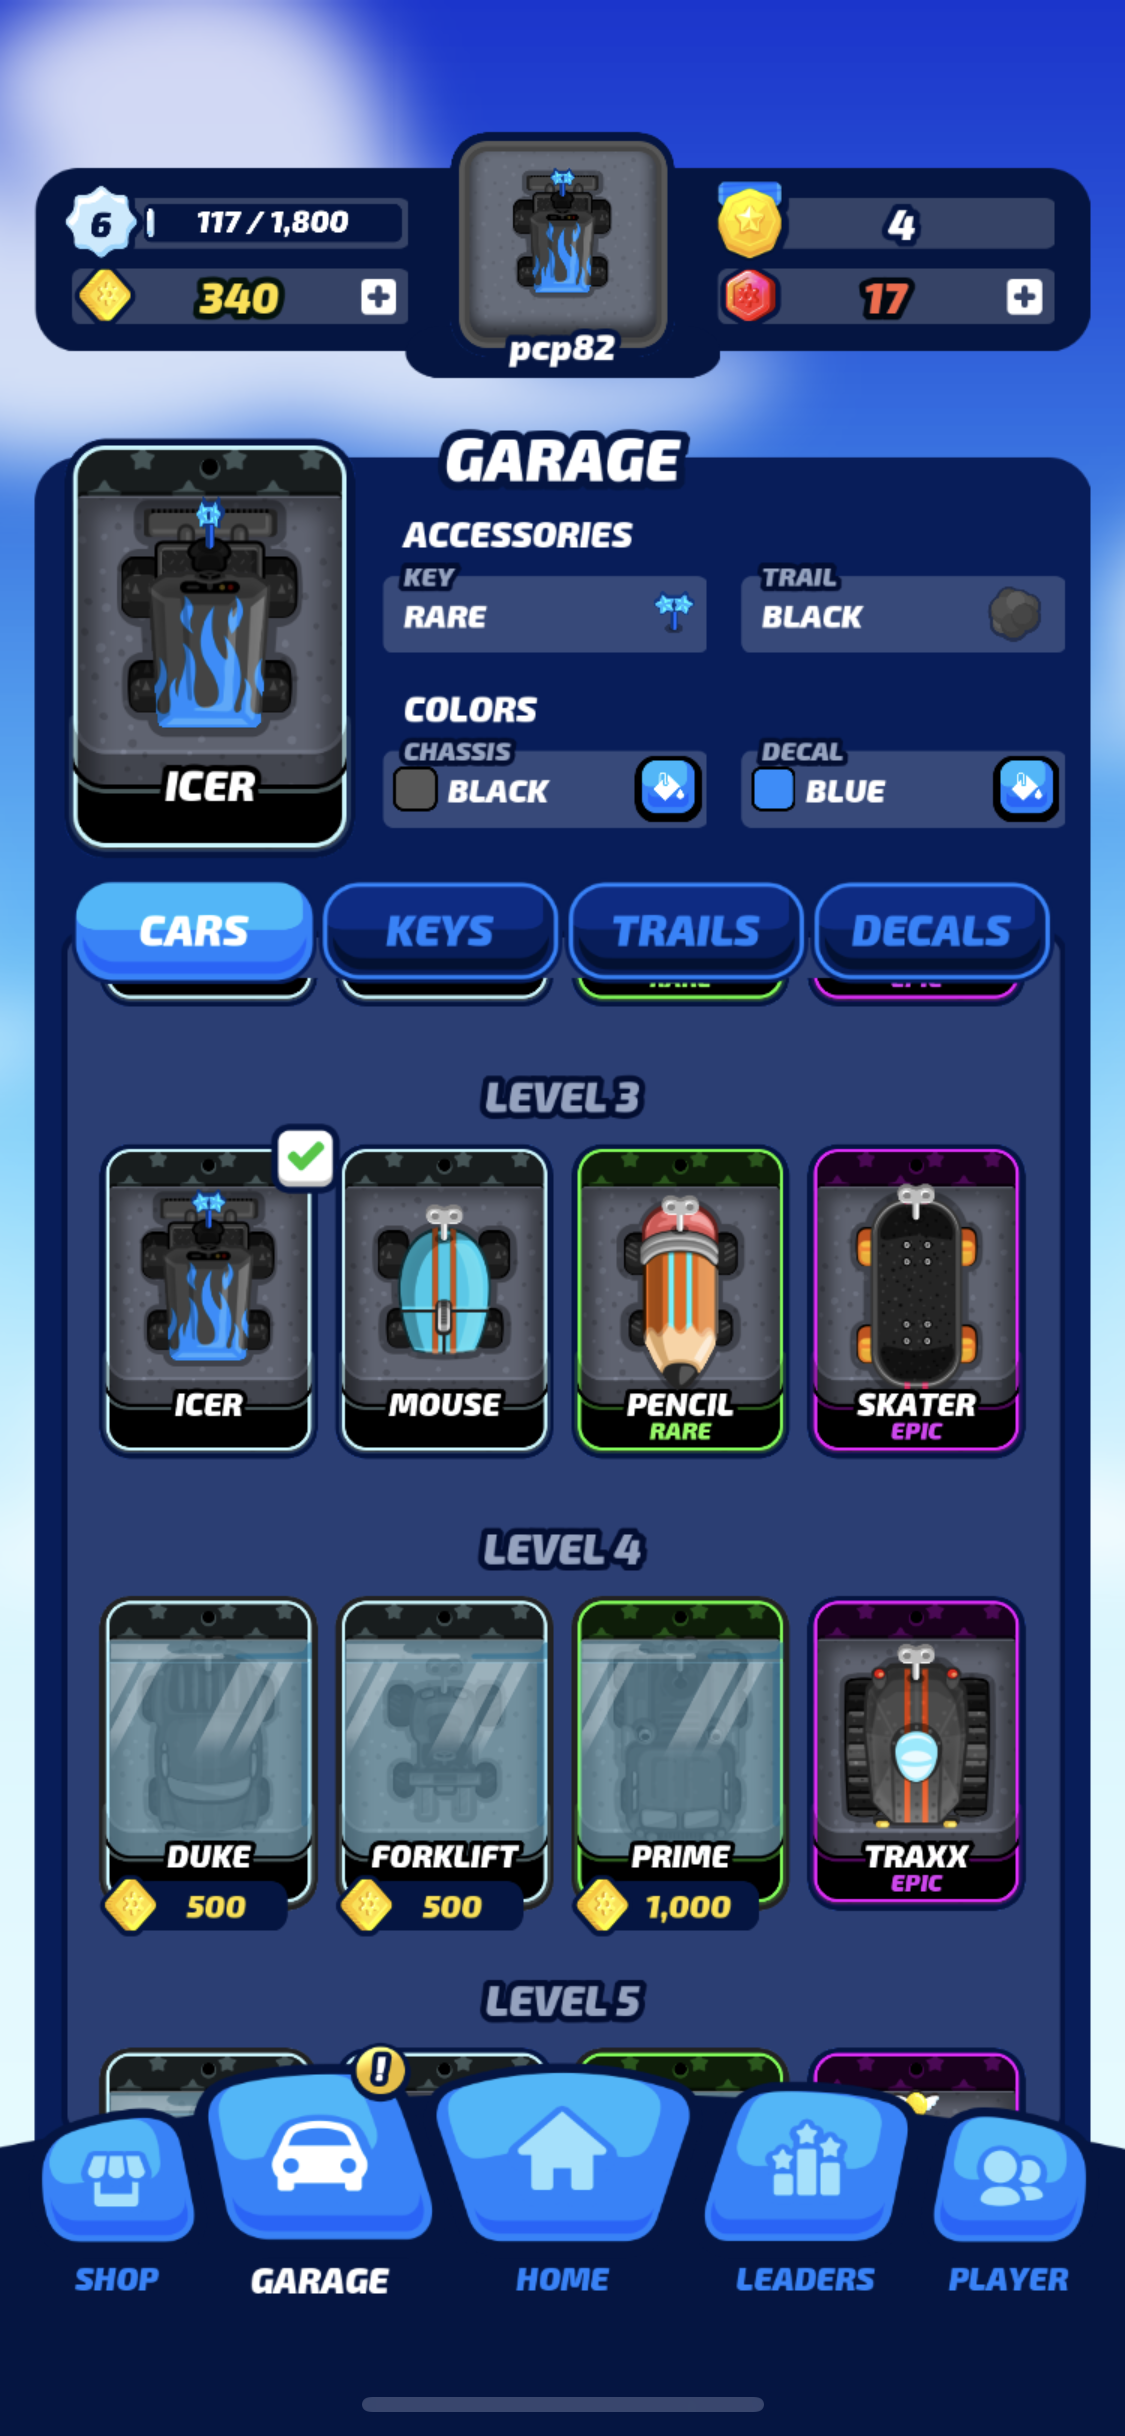 6 117 / 1,800 4
340 17
pcp82
GARAGE
ACCESSORIES
KEY TRAIL
RARE BLACK
COLORS
CHASSIS DECAL
BLACK BLUE
ICER
CARS KEYS TRAILS DECALS
RARE EPIC
LEVEL 3
ICER MOUSE PENCIL SKATER
RARE EPIC
LEVEL 4
DUKE FORKLIFT PRIME TRAXX
EPIC
500 500 1,000
LEVEL 5
!
SHOP GARAGE HOME LEADERS PLAYER